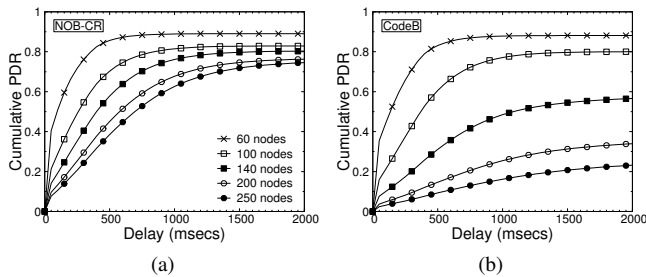 NOB-CR
Cumulative PDR
1
0.8
0.6
0.4
0.2
0
0 500 1000 1500 2000
Delay (msecs)
60 nodes
100 nodes
140 nodes
200 nodes
250 nodes
(a)
CodeB
Cumulative PDR
1
0.8
0.6
0.4
0.2
0
0 500 1000 1500 2000
Delay (msecs)
(b)